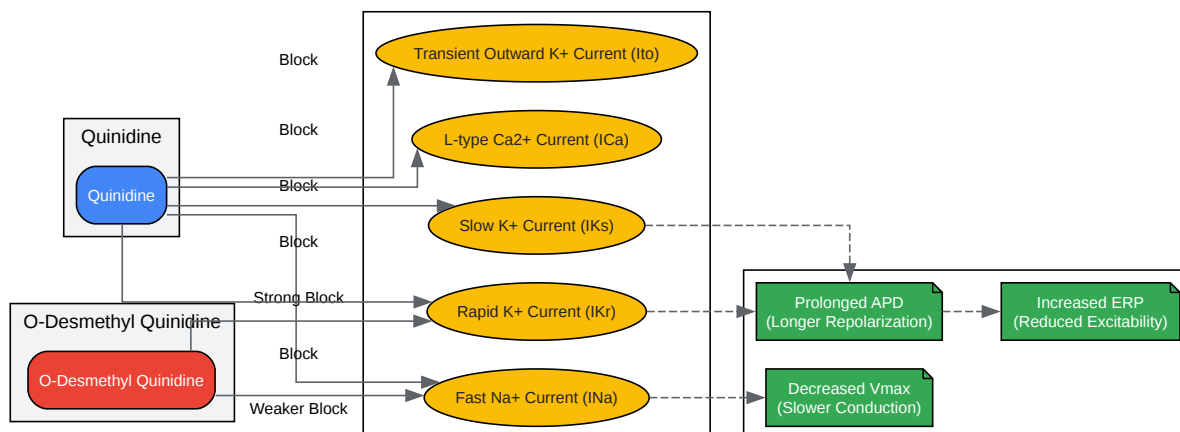 Block
Transient Outward K+ Current (Ito)
Block
L-type Ca2+ Current (ICa)
Quinidine
Quinidine
Block
Slow K+ Current (IKs)
Block
Strong Block
Rapid K+ Current (IKr)
Prolonged APD
(Longer Repolarization)
Increased ERP
(Reduced Excitability)
O-Desmethyl Quinidine
O-Desmethyl Quinidine
Block
Weaker Block
Fast Na+ Current (INa)
Decreased Vmax
(Slower Conduction)